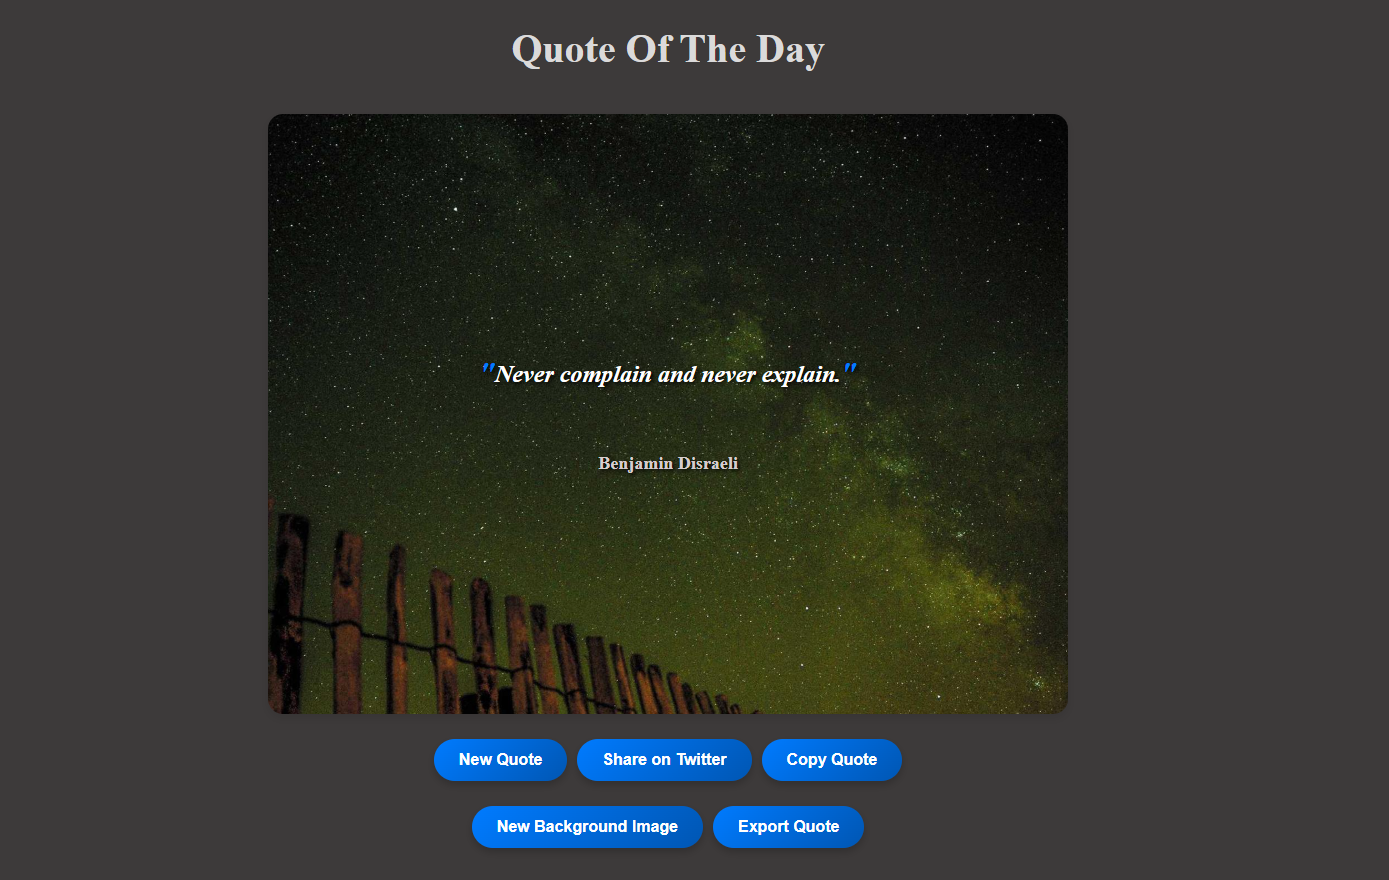 Quote Of The Day
"Never complain and never explain."
Benjamin Disraeli
New Quote
Share on Twitter
Copy Quote
New Background Image
Export Quote